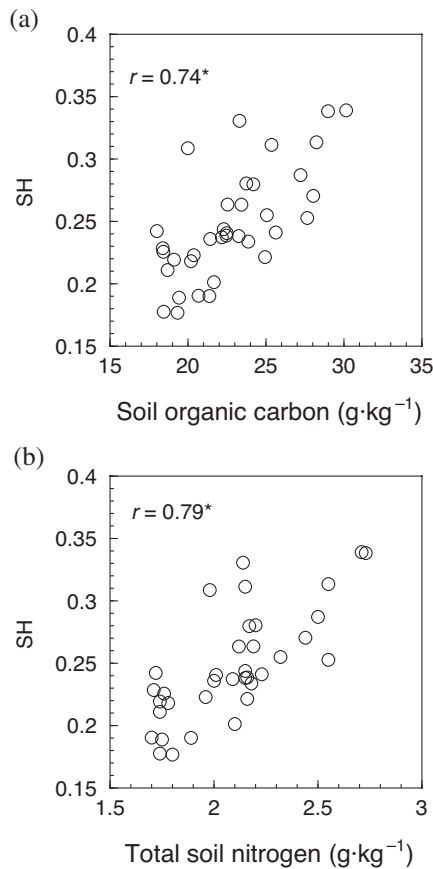 (a)
0.4
r = 0.74*
0.35
0.3
SH
0.25
0.2
0.15
15 20 25 30 35
Soil organic carbon (g·kg⁻¹)
(b)
0.4
r = 0.79*
0.35
0.3
SH
0.25
0.2
0.15
1.5 2 2.5 3
Total soil nitrogen (g·kg⁻¹)